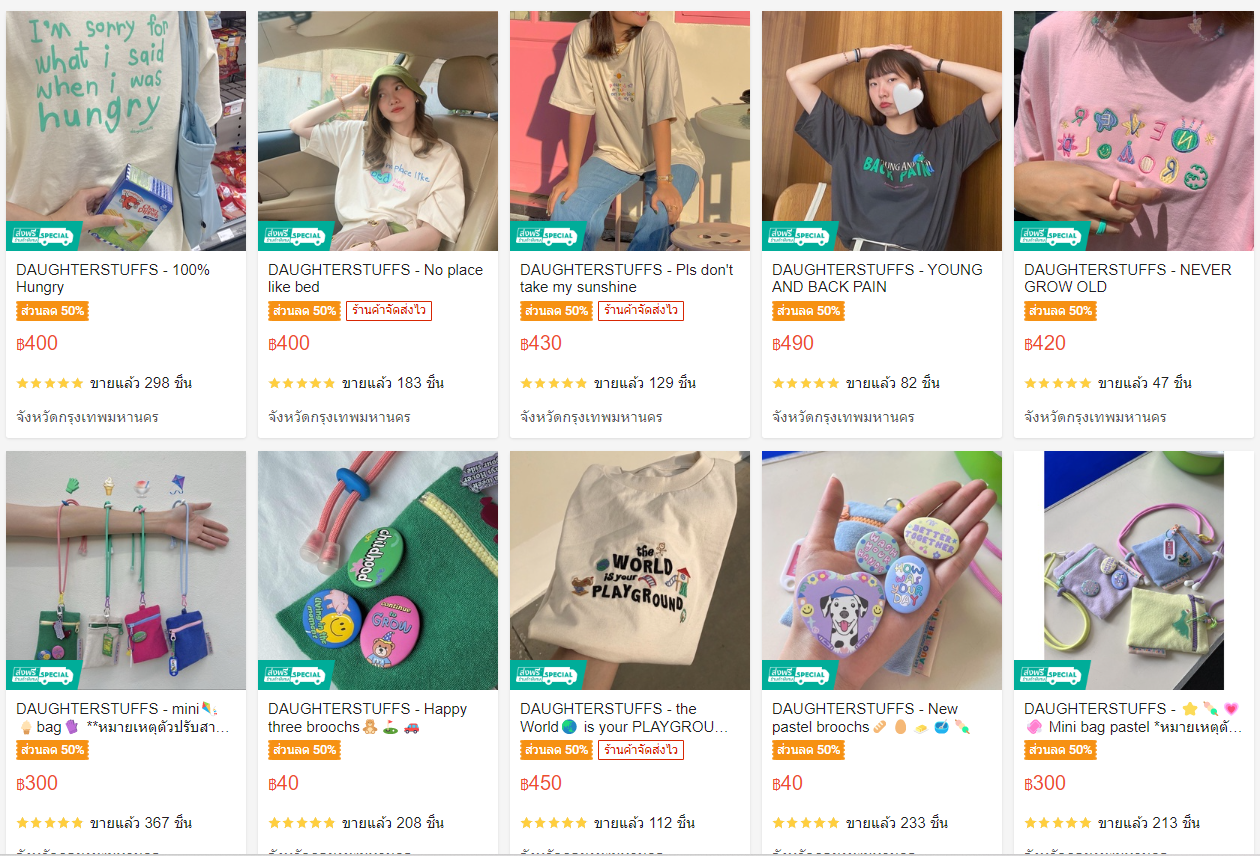 I'm sorry for
what i said
when i was
hungry
ส่งฟรี SPECIAL
ส่งฟรี SPECIAL
ส่งฟรี SPECIAL
BACK PAIN
ส่งฟรี SPECIAL
ส่งฟรี SPECIAL
DAUGHTERSTUFFS - 100%
Hungry
ส่วนลด 50%
฿400
ขายแล้ว 298 ชิ้น
จังหวัดกรุงเทพมหานคร
DAUGHTERSTUFFS - No place
like bed
ส่วนลด 50% ร้านค้าจัดส่งไว
฿400
ขายแล้ว 183 ชิ้น
จังหวัดกรุงเทพมหานคร
DAUGHTERSTUFFS - Pls don't
take my sunshine
ส่วนลด 50% ร้านค้าจัดส่งไว
฿430
ขายแล้ว 129 ชิ้น
จังหวัดกรุงเทพมหานคร
DAUGHTERSTUFFS - YOUNG
AND BACK PAIN
ส่วนลด 50%
฿490
ขายแล้ว 82 ชิ้น
จังหวัดกรุงเทพมหานคร
DAUGHTERSTUFFS - NEVER
GROW OLD
ส่วนลด 50%
฿420
ขายแล้ว 47 ชิ้น
จังหวัดกรุงเทพมหานคร
ส่งฟรี SPECIAL
childhood
continue
to
GROW
ส่งฟรี SPECIAL
the
WORLD
is your
PLAYGROUND
ส่งฟรี SPECIAL
BETTER
TOGETHER
HOW
WAS
YOUR
DAY
ส่งฟรี SPECIAL
ส่งฟรี SPECIAL
DAUGHTERSTUFFS - mini🪁
🍦 bag🧤 **หมายเหตุตัวปรับสา…
ส่วนลด 50%
฿300
ขายแล้ว 367 ชิ้น
DAUGHTERSTUFFS - Happy
three broochs🧸⛳🚗
ส่วนลด 50%
฿40
ขายแล้ว 208 ชิ้น
DAUGHTERSTUFFS - the
World🌏 is your PLAYGROU…
ส่วนลด 50% ร้านค้าจัดส่งไว
฿450
ขายแล้ว 112 ชิ้น
DAUGHTERSTUFFS - New
pastel broochs
ส่วนลด 50%
฿40
ขายแล้ว 233 ชิ้น
DAUGHTERSTUFFS - ⭐🍡💗
Mini bag pastel *หมายเหตุตั…
ส่วนลด 50%
฿300
ขายแล้ว 213 ชิ้น